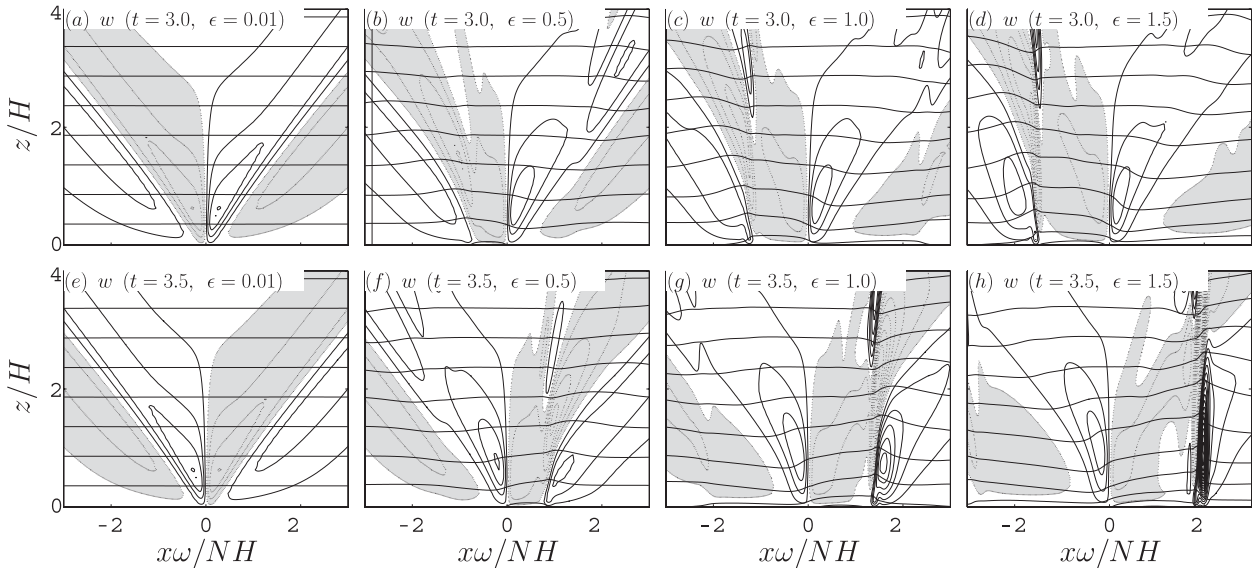 (a) w (t = 3.0, ϵ = 0.01)
(b) w (t = 3.0, ϵ = 0.5)
(c) w (t = 3.0, ϵ = 1.0)
(d) w (t = 3.0, ϵ = 1.5)
4
2
0
z/H
(e) w (t = 3.5, ϵ = 0.01)
(f) w (t = 3.5, ϵ = 0.5)
(g) w (t = 3.5, ϵ = 1.0)
(h) w (t = 3.5, ϵ = 1.5)
4
2
0
z/H
-2 0 2 -2 0 2 -2 0 2 -2 0 2
xω/NH xω/NH xω/NH xω/NH